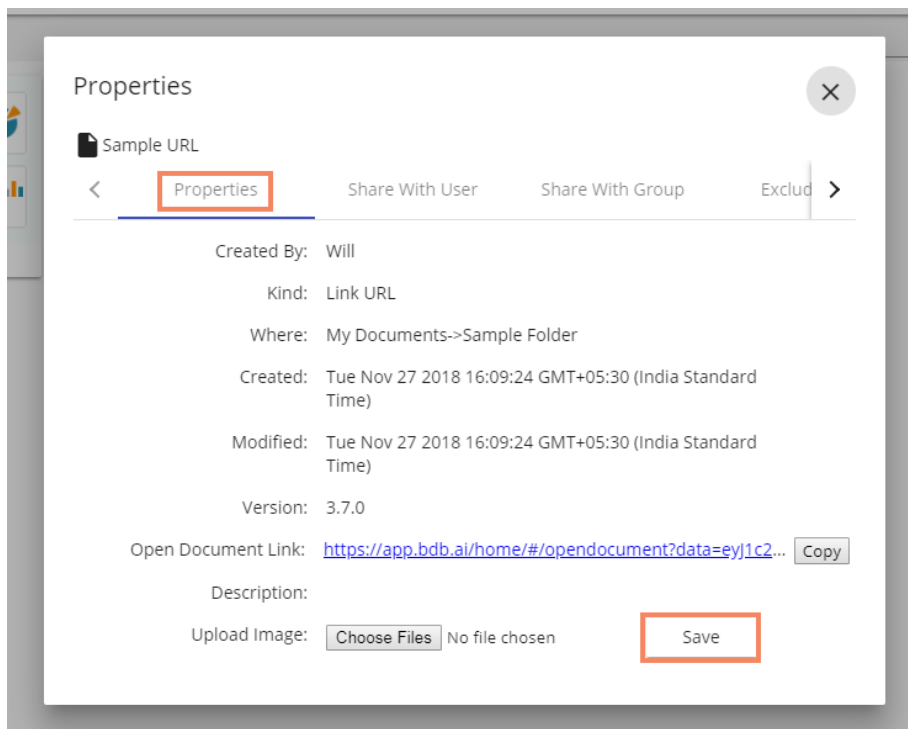 Properties
Sample URL
Properties Share With User Share With Group Exclud
Created By: Will
Kind: Link URL
Where: My Documents->Sample Folder
Created: Tue Nov 27 2018 16:09:24 GMT+05:30 (India Standard
Time)
Modified: Tue Nov 27 2018 16:09:24 GMT+05:30 (India Standard
Time)
Version: 3.7.0
Open Document Link: https://app.bdb.ai/home/#/opendocument?data=eyJ1c2... Copy
Description:
Upload Image: Choose Files No file chosen Save